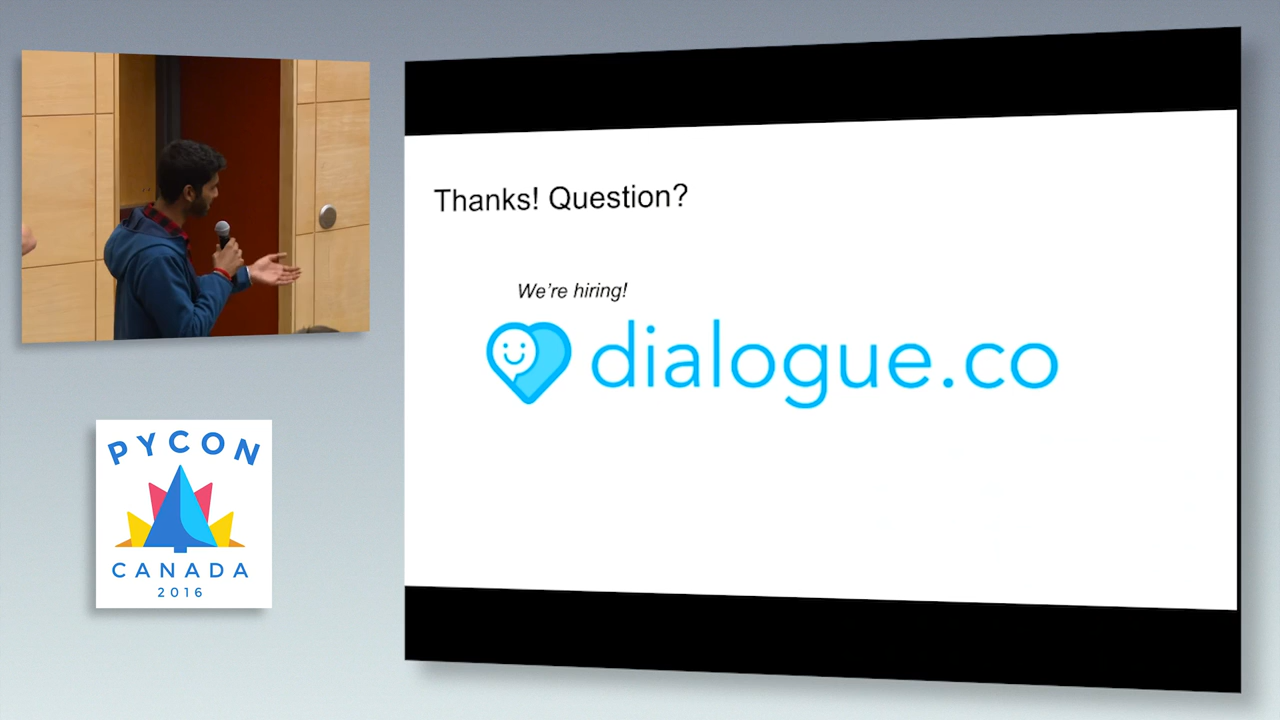 Thanks! Question?
We're hiring!
dialogue.co
PYCON
CANADA
2016